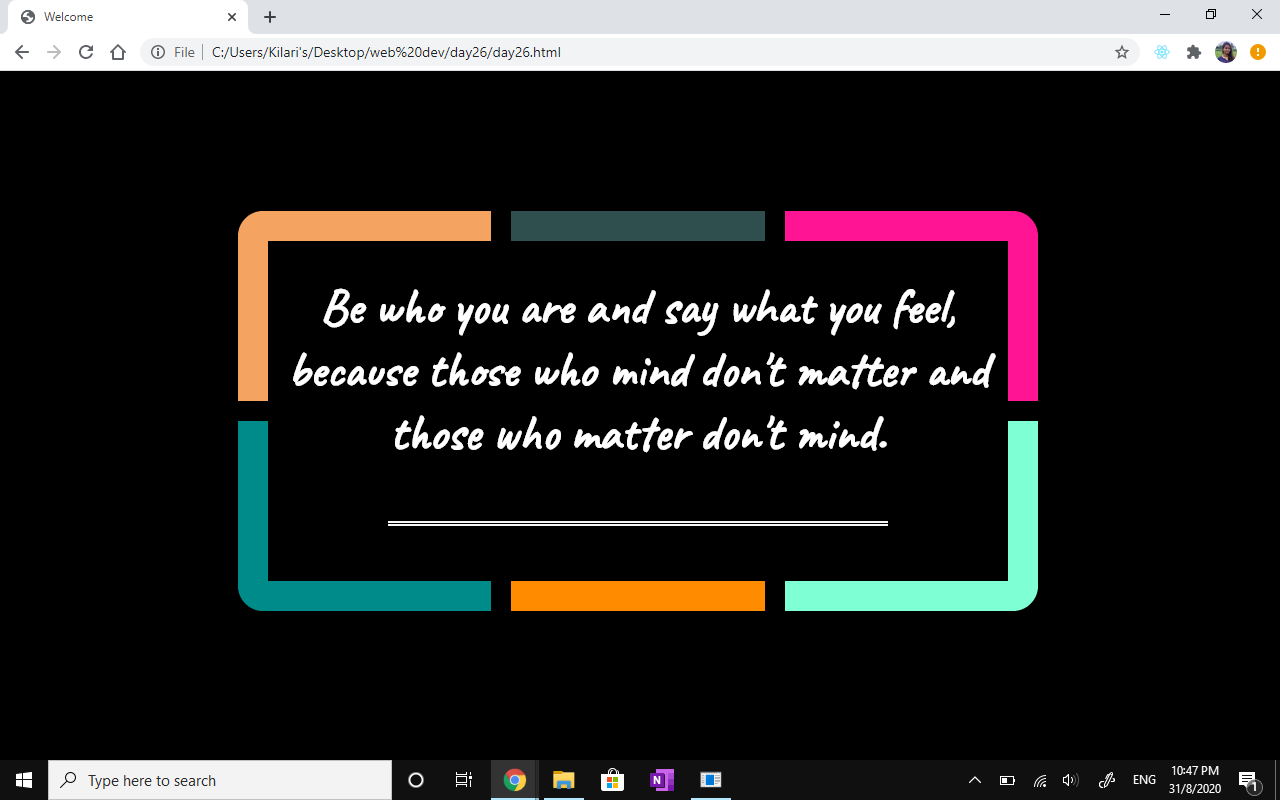 Welcome
File
C:/Users/Kilari's/Desktop/web%20dev/day26/day26.html
Be who you are and say what you feel,
because those who mind don't matter and
those who matter don't mind.
Type here to search
N
ENG
10:47 PM
31/8/2020
1